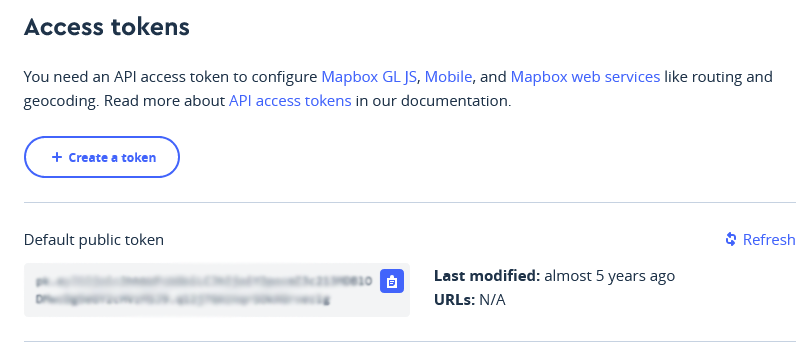 Access tokens
You need an API access token to configure Mapbox GL JS, Mobile, and Mapbox web services like routing and
geocoding. Read more about API access tokens in our documentation.
+ Create a token
Default public token
Refresh
Last modified: almost 5 years ago
URLs: N/A